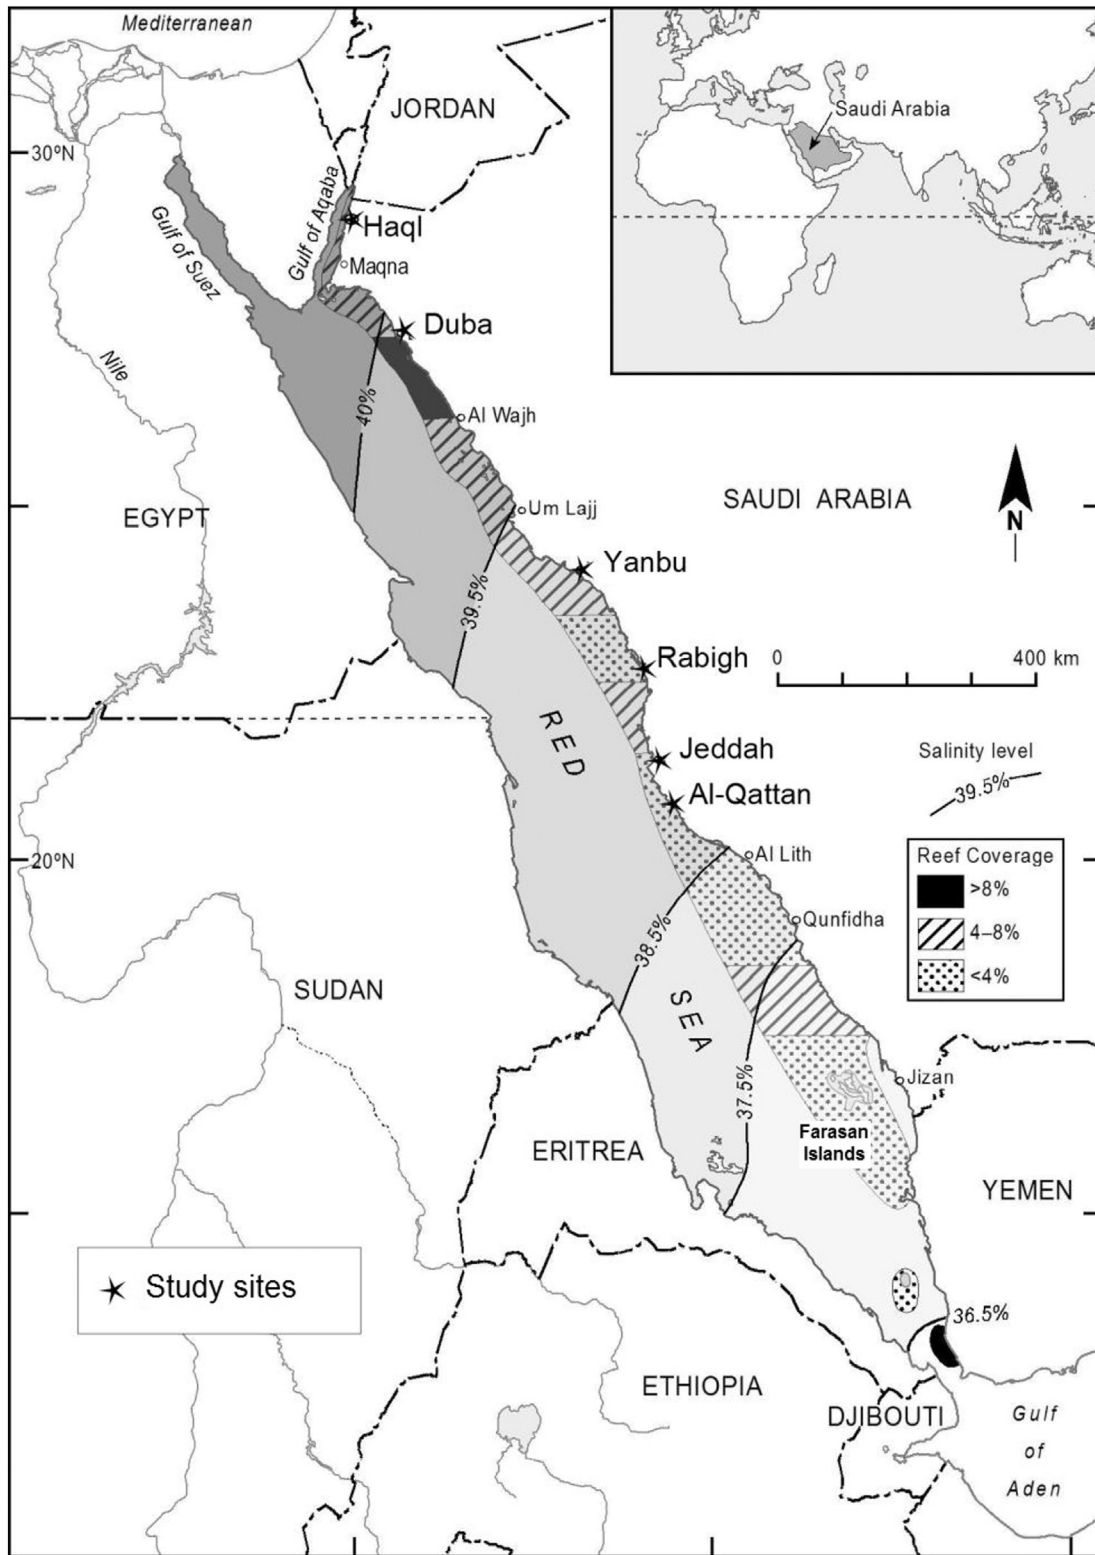 Mediterranean
JORDAN
Saudi Arabia
30ºN
Gulf of Suez
Gulf of Aqaba
Haql
Maqna
Duba
Nile
40%
Al Wajh
EGYPT
Um Lajj
SAUDI ARABIA
N
Yanbu
39.5%
Rabigh
0 400 km
RED
Jeddah
Al-Qattan
Salinity level
39.5%
20ºN
Al Lith
Reef Coverage
>8%
4–8%
<4%
Qunfidha
38.5%
SUDAN
SEA
37.5%
Jizan
Farasan
Islands
ERITREA
YEMEN
Study sites
36.5%
ETHIOPIA
DJIBOUTI
Gulf
of
Aden